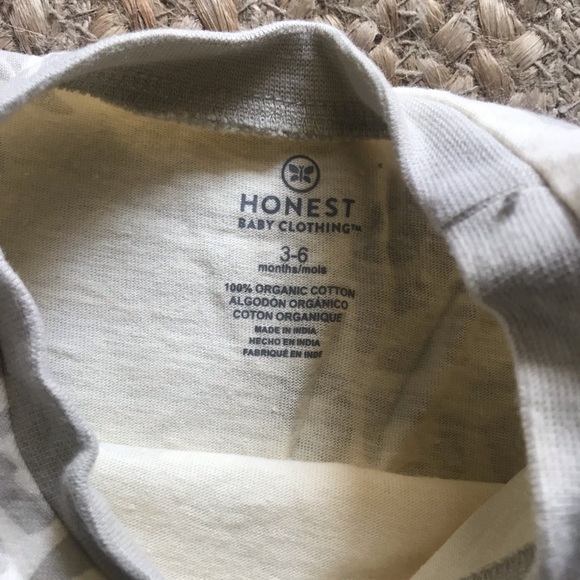 HONEST
BABY CLOTHING™
3-6
months/mois
100% ORGANIC COTTON
ALGODÓN ORGÁNICO
COTON ORGANIQUE
MADE IN INDIA
HECHO EN INDIA
FABRIQUÉ EN INDE